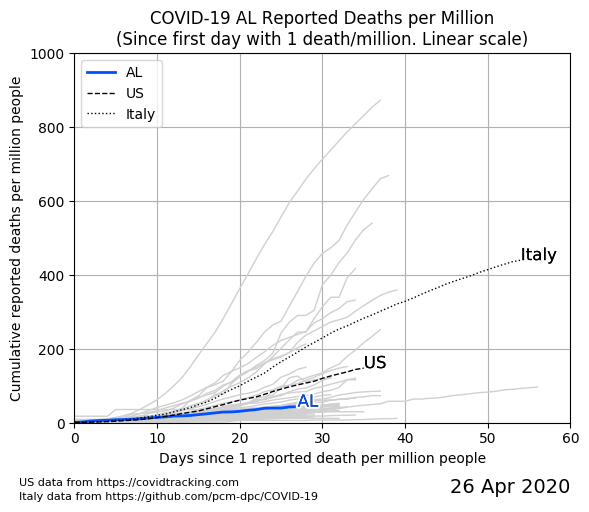 COVID-19 AL Reported Deaths per Million
(Since first day with 1 death/million. Linear scale)
Cumulative reported deaths per million people
1000
800
600
400
200
0
AL
US
Italy
Italy
US
AL
0 10 20 30 40 50 60
Days since 1 reported death per million people
US data from https://covidtracking.com
Italy data from https://github.com/pcm-dpc/COVID-19
26 Apr 2020